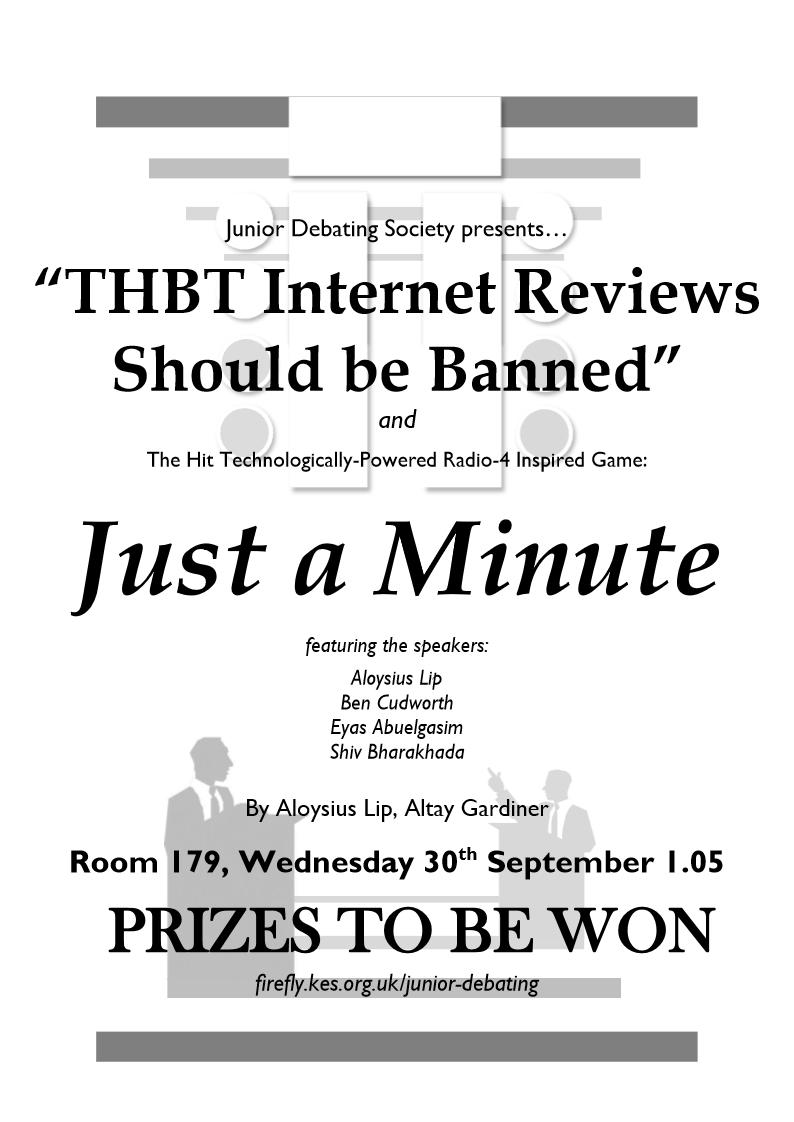 Junior Debating Society presents…
“THBT Internet Reviews
Should be Banned”
and
The Hit Technologically-Powered Radio-4 Inspired Game:
Just a Minute
featuring the speakers:
Aloysius Lip
Ben Cudworth
Eyas Abuelgasim
Shiv Bharakhada
By Aloysius Lip, Altay Gardiner
Room 179, Wednesday 30th September 1.05
PRIZES TO BE WON
firefly.kes.org.uk/junior-debating